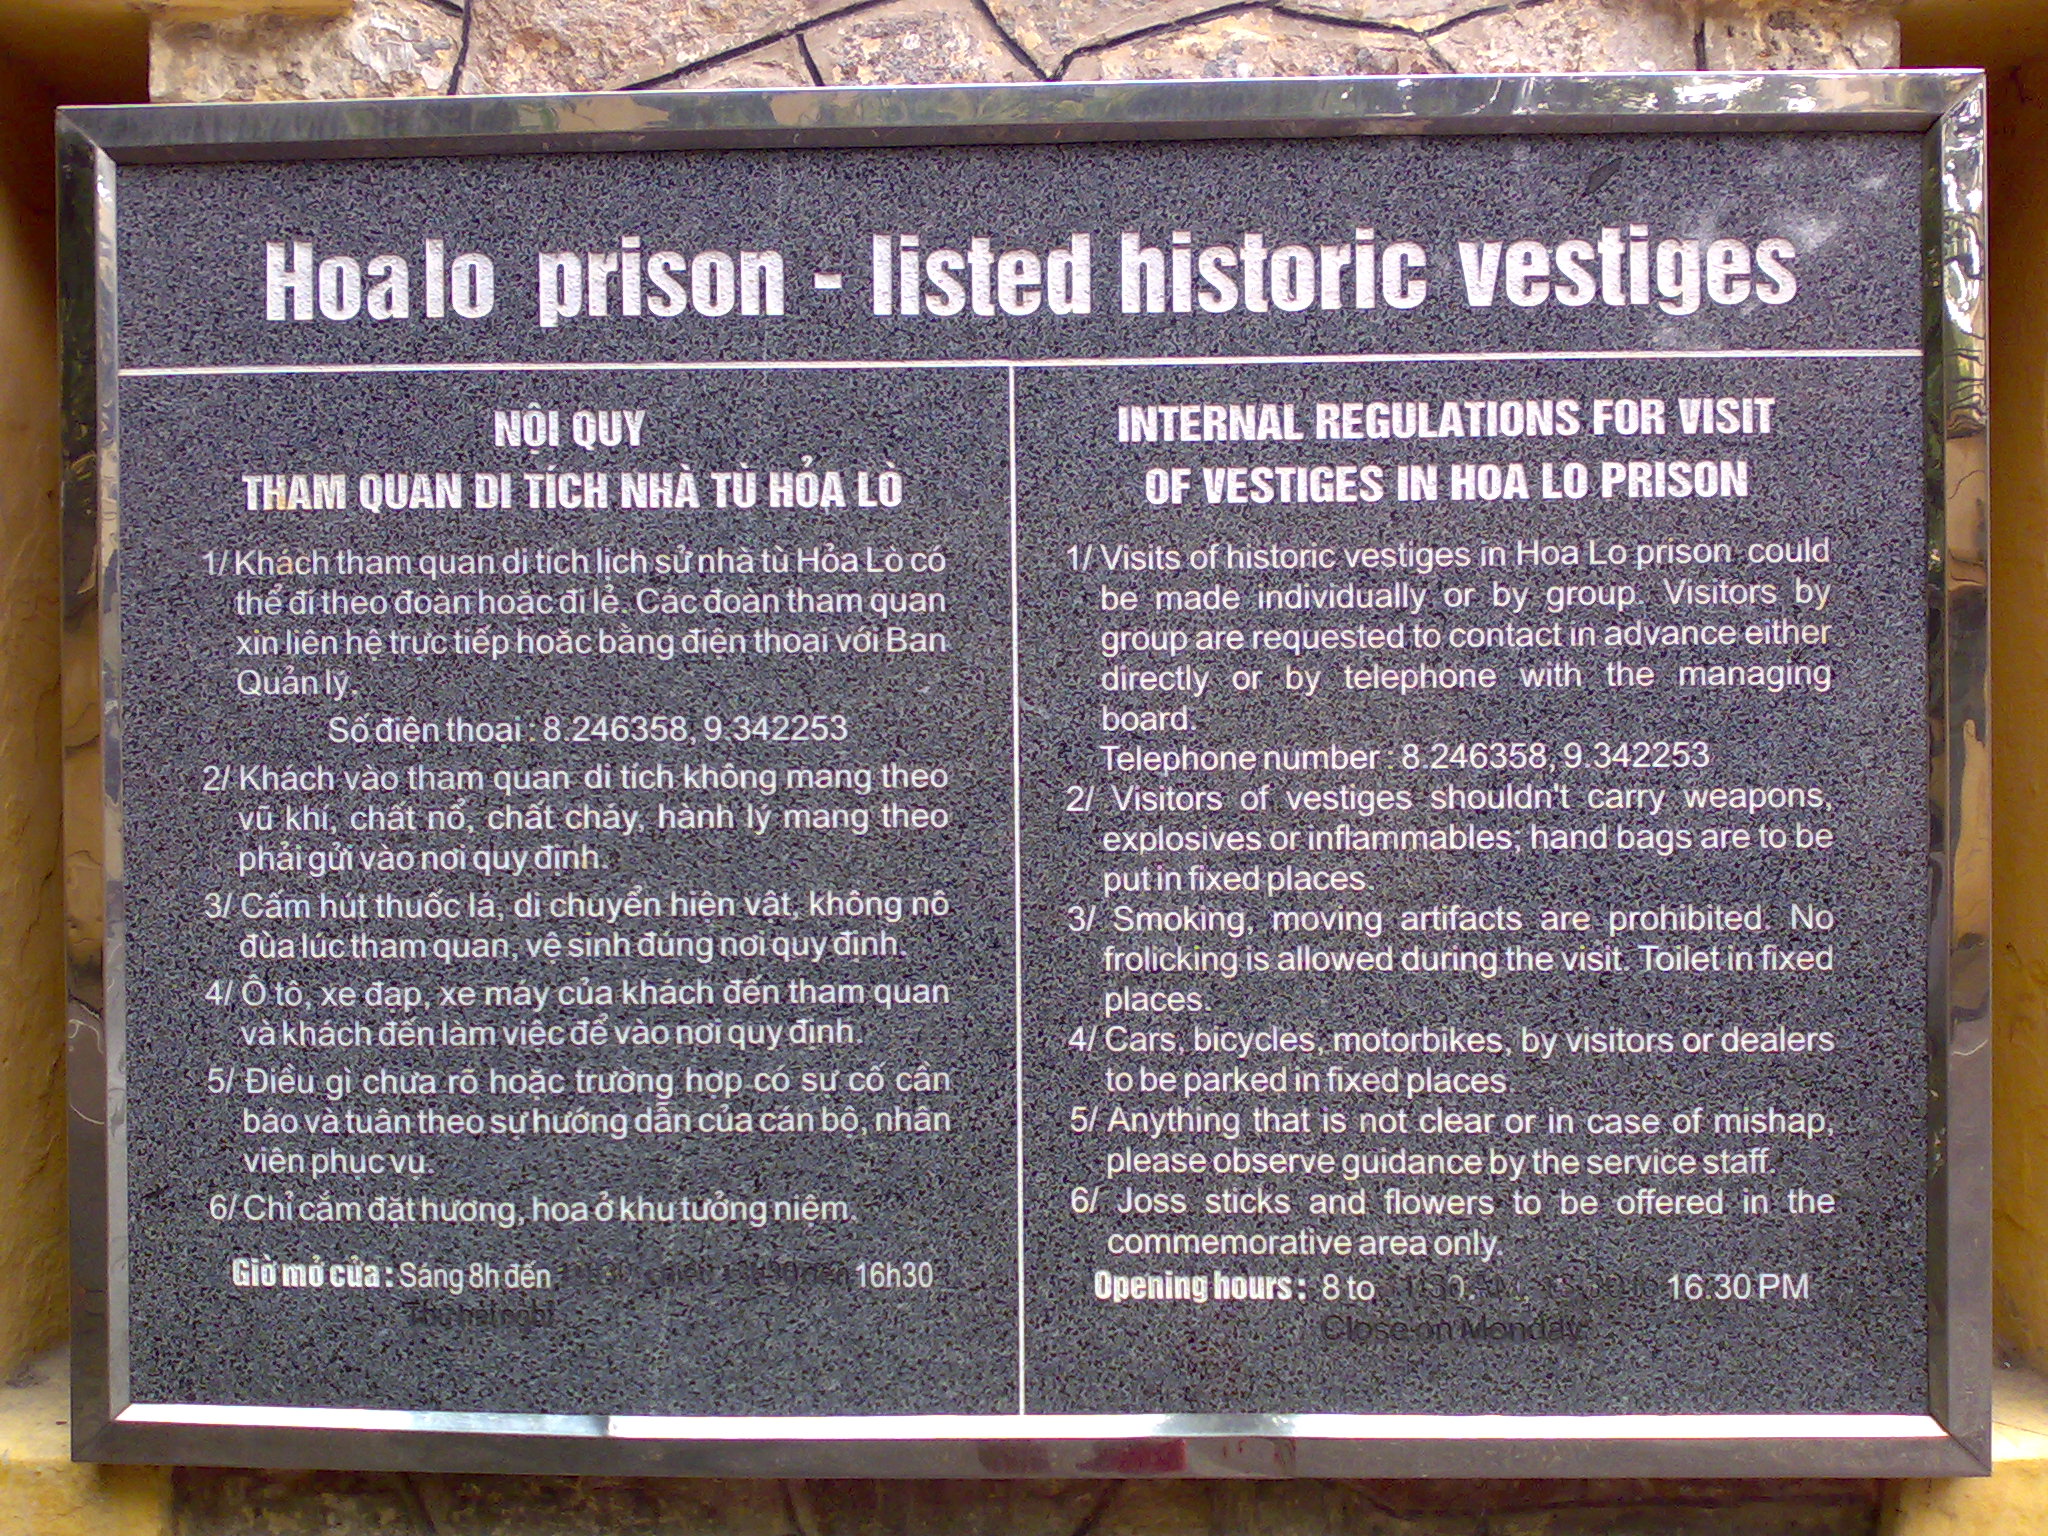 Hoa lo prison - listed historic vestiges
NỘI QUY
THAM QUAN DI TÍCH NHÀ TÙ HỎA LÒ
1/ Khách tham quan di tích lịch sử nhà tù Hỏa Lò có
thể đi theo đoàn hoặc đi lẻ. Các đoàn tham quan
xin liên hệ trực tiếp hoặc bằng điện thoại với Ban
Quản lý.
Số điện thoại : 8.246358, 9.342253
2/ Khách vào tham quan di tích không mang theo
vũ khí, chất nổ, chất cháy, hành lý mang theo
phải gửi vào nơi quy định.
3/ Cấm hút thuốc lá, di chuyển hiện vật, không nô
đùa lúc tham quan, vệ sinh đúng nơi quy định.
4/ Ô tô, xe đạp, xe máy của khách đến tham quan
và khách đến làm việc để vào nơi quy định.
5/ Điều gì chưa rõ hoặc trường hợp có sự cố cần
báo và tuân theo sự hướng dẫn của cán bộ, nhân
viên phục vụ.
6/ Chỉ cắm đặt hương, hoa ở khu tưởng niệm.
Giờ mở cửa : Sáng 8h đến 16h30
INTERNAL REGULATIONS FOR VISIT
OF VESTIGES IN HOA LO PRISON
1/ Visits of historic vestiges in Hoa Lo prison could
be made individually or by group. Visitors by
group are requested to contact in advance either
directly or by telephone with the managing
board.
Telephone number : 8.246358, 9.342253
2/ Visitors of vestiges shouldn't carry weapons,
explosives or inflammables; hand bags are to be
put in fixed places.
3/ Smoking, moving artifacts are prohibited. No
frolicking is allowed during the visit. Toilet in fixed
places.
4/ Cars, bicycles, motorbikes, by visitors or dealers
to be parked in fixed places.
5/ Anything that is not clear or in case of mishap,
please observe guidance by the service staff.
6/ Joss sticks and flowers to be offered in the
commemorative area only.
Opening hours : 8 to 16.30 PM
Close on Monday